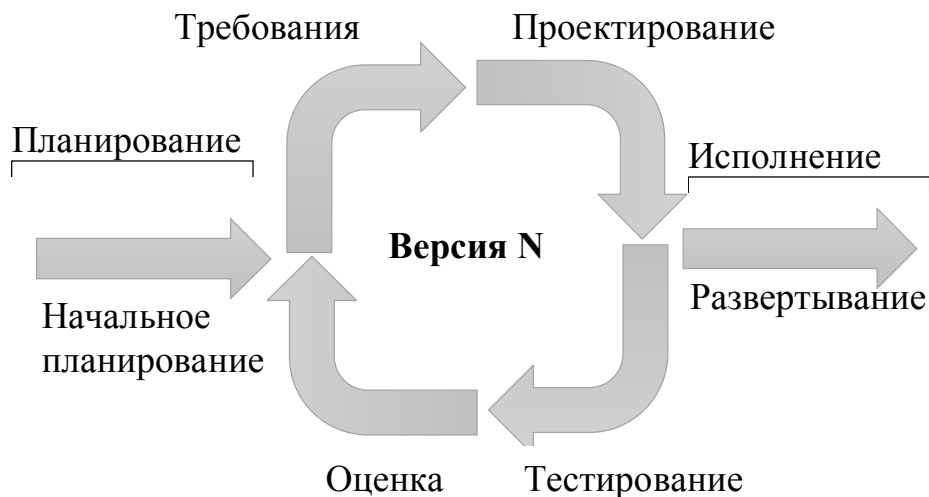 Требования
Проектирование
Планирование
Исполнение
Версия N
Начальное
планирование
Развертывание
Оценка
Тестирование